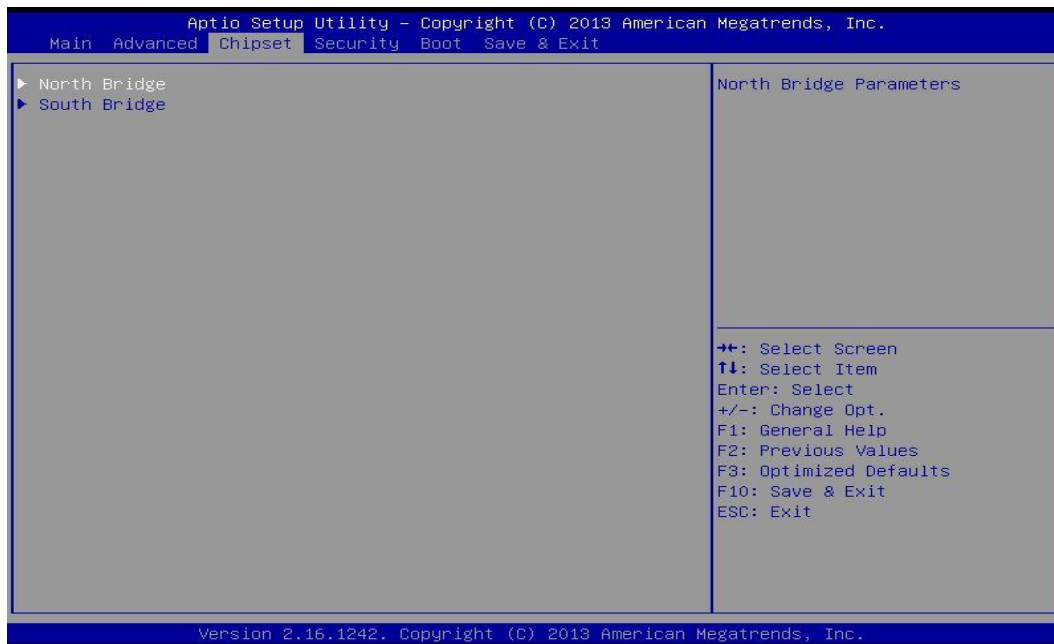 Aptio Setup Utility – Copyright (C) 2013 American Megatrends, Inc.
Main Advanced Chipset Security Boot Save & Exit
► North Bridge
► South Bridge
North Bridge Parameters
→←: Select Screen
↑↓: Select Item
Enter: Select
+/-: Change Opt.
F1: General Help
F2: Previous Values
F3: Optimized Defaults
F10: Save & Exit
ESC: Exit
Version 2.16.1242. Copyright (C) 2013 American Megatrends, Inc.